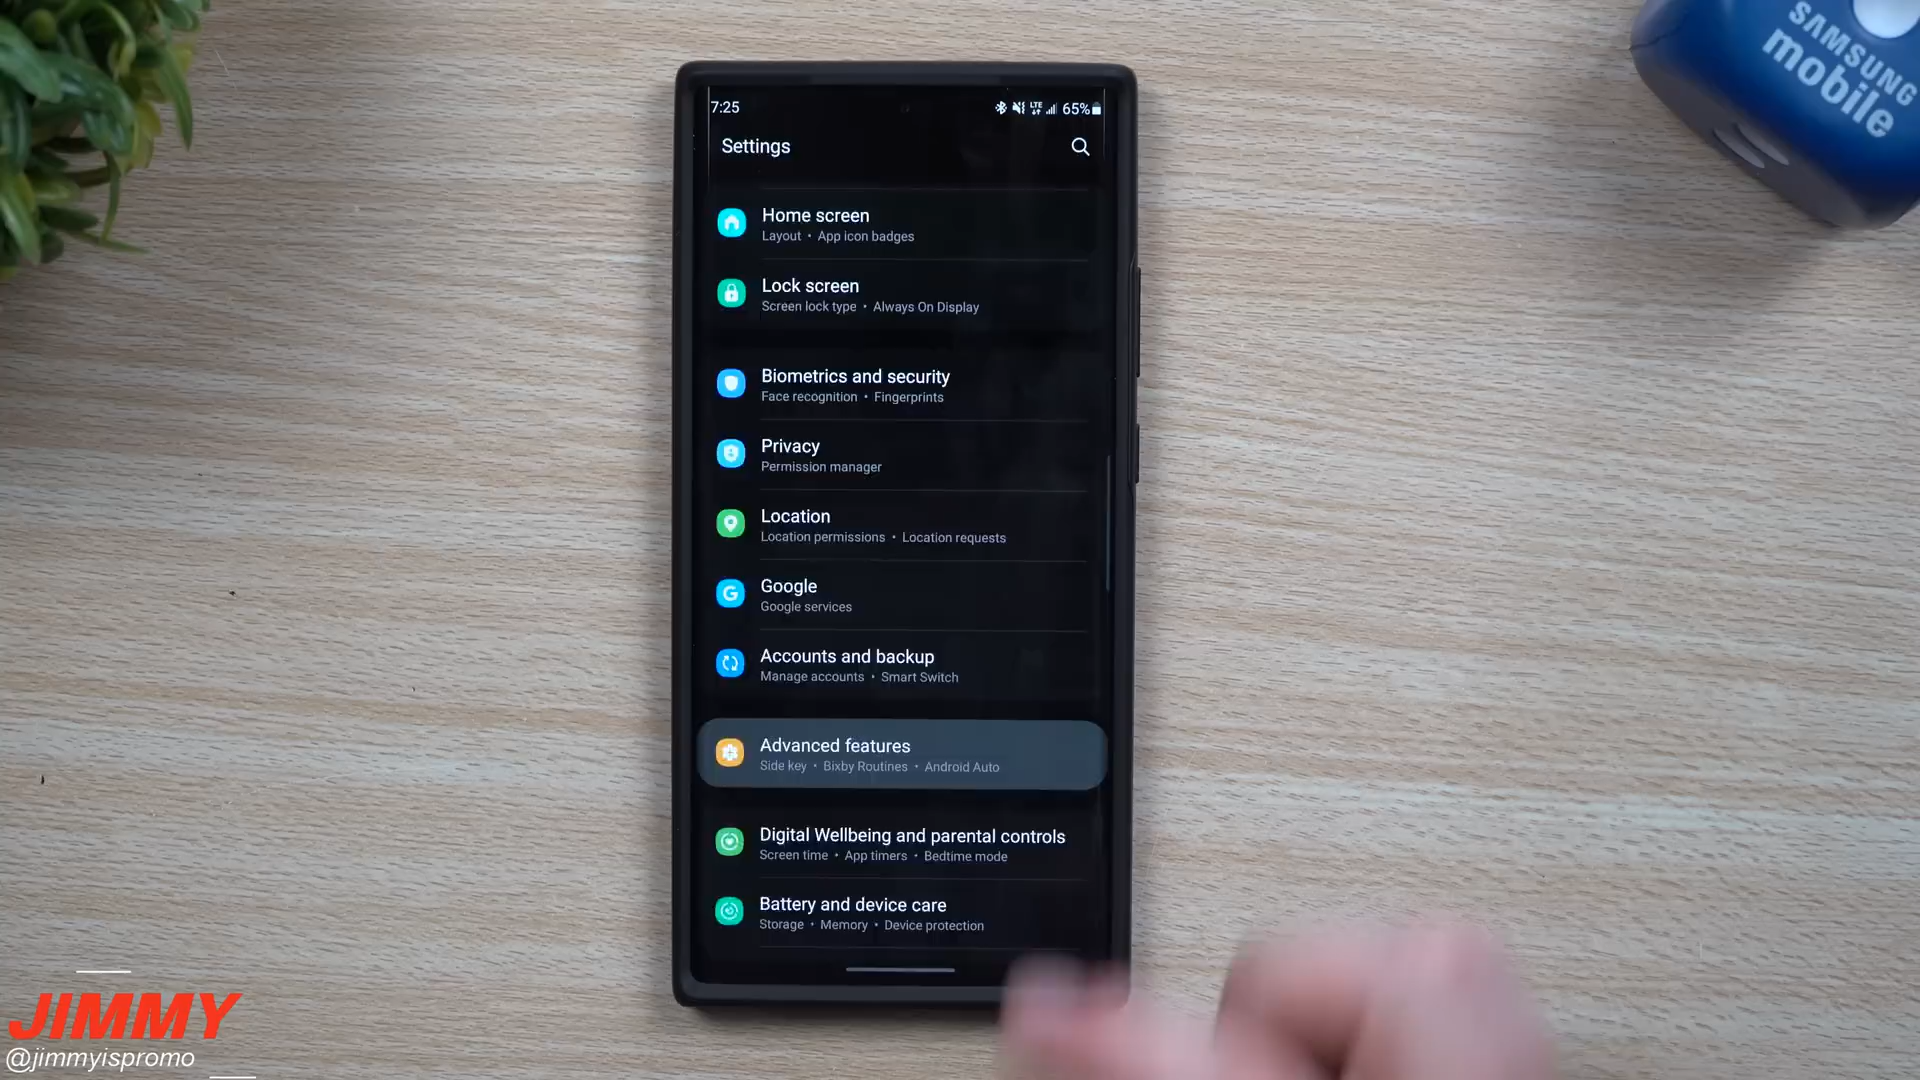 SAMSUNG
mobile
7:25
LTE
65%
Settings
Home screen
Layout • App icon badges
Lock screen
Screen lock type • Always On Display
Biometrics and security
Face recognition • Fingerprints
Privacy
Permission manager
Location
Location permissions • Location requests
G
Google
Google services
Accounts and backup
Manage accounts • Smart Switch
Advanced features
Side key • Bixby Routines • Android Auto
Digital Wellbeing and parental controls
Screen time • App timers • Bedtime mode
Battery and device care
Storage • Memory • Device protection
JIMMY
@jimmyispromo